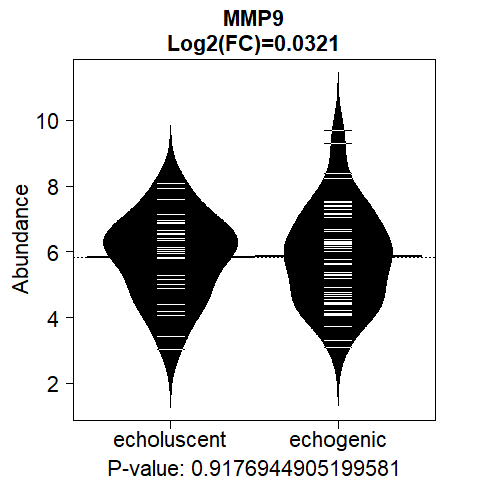 MMP9
Log2(FC)=0.0321
Abundance
10
8
6
4
2
echoluscent echogenic
P-value: 0.9176944905199581